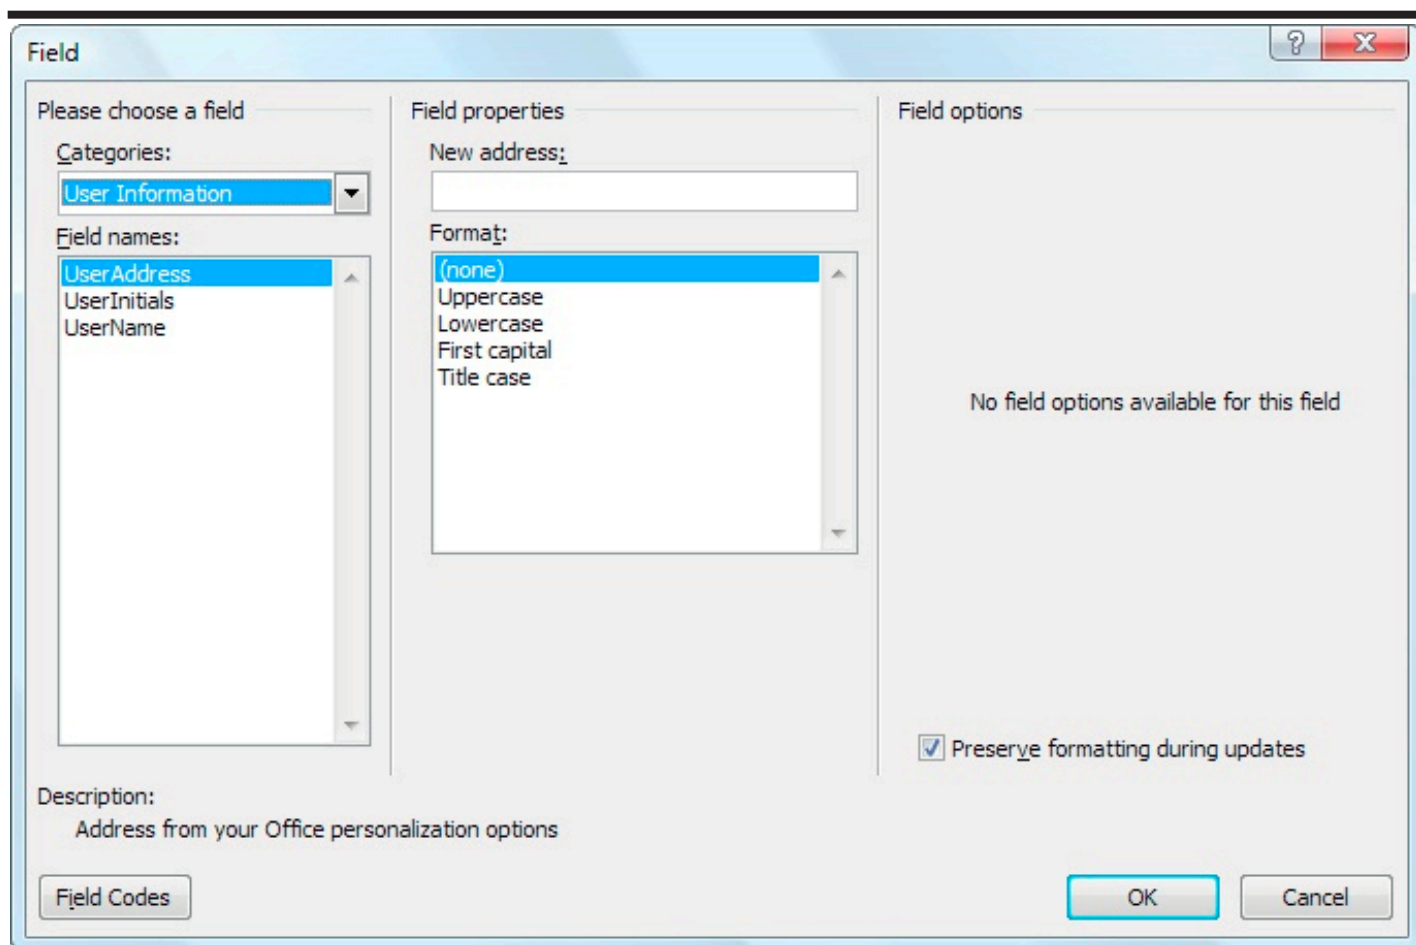 Field
Please choose a field
Categories:
User Information
Field names:
UserAddress
UserInitials
UserName
Field properties
New address:
Format:
(none)
Uppercase
Lowercase
First capital
Title case
Field options
No field options available for this field
Preserve formatting during updates
Description:
Address from your Office personalization options
Field Codes
OK
Cancel